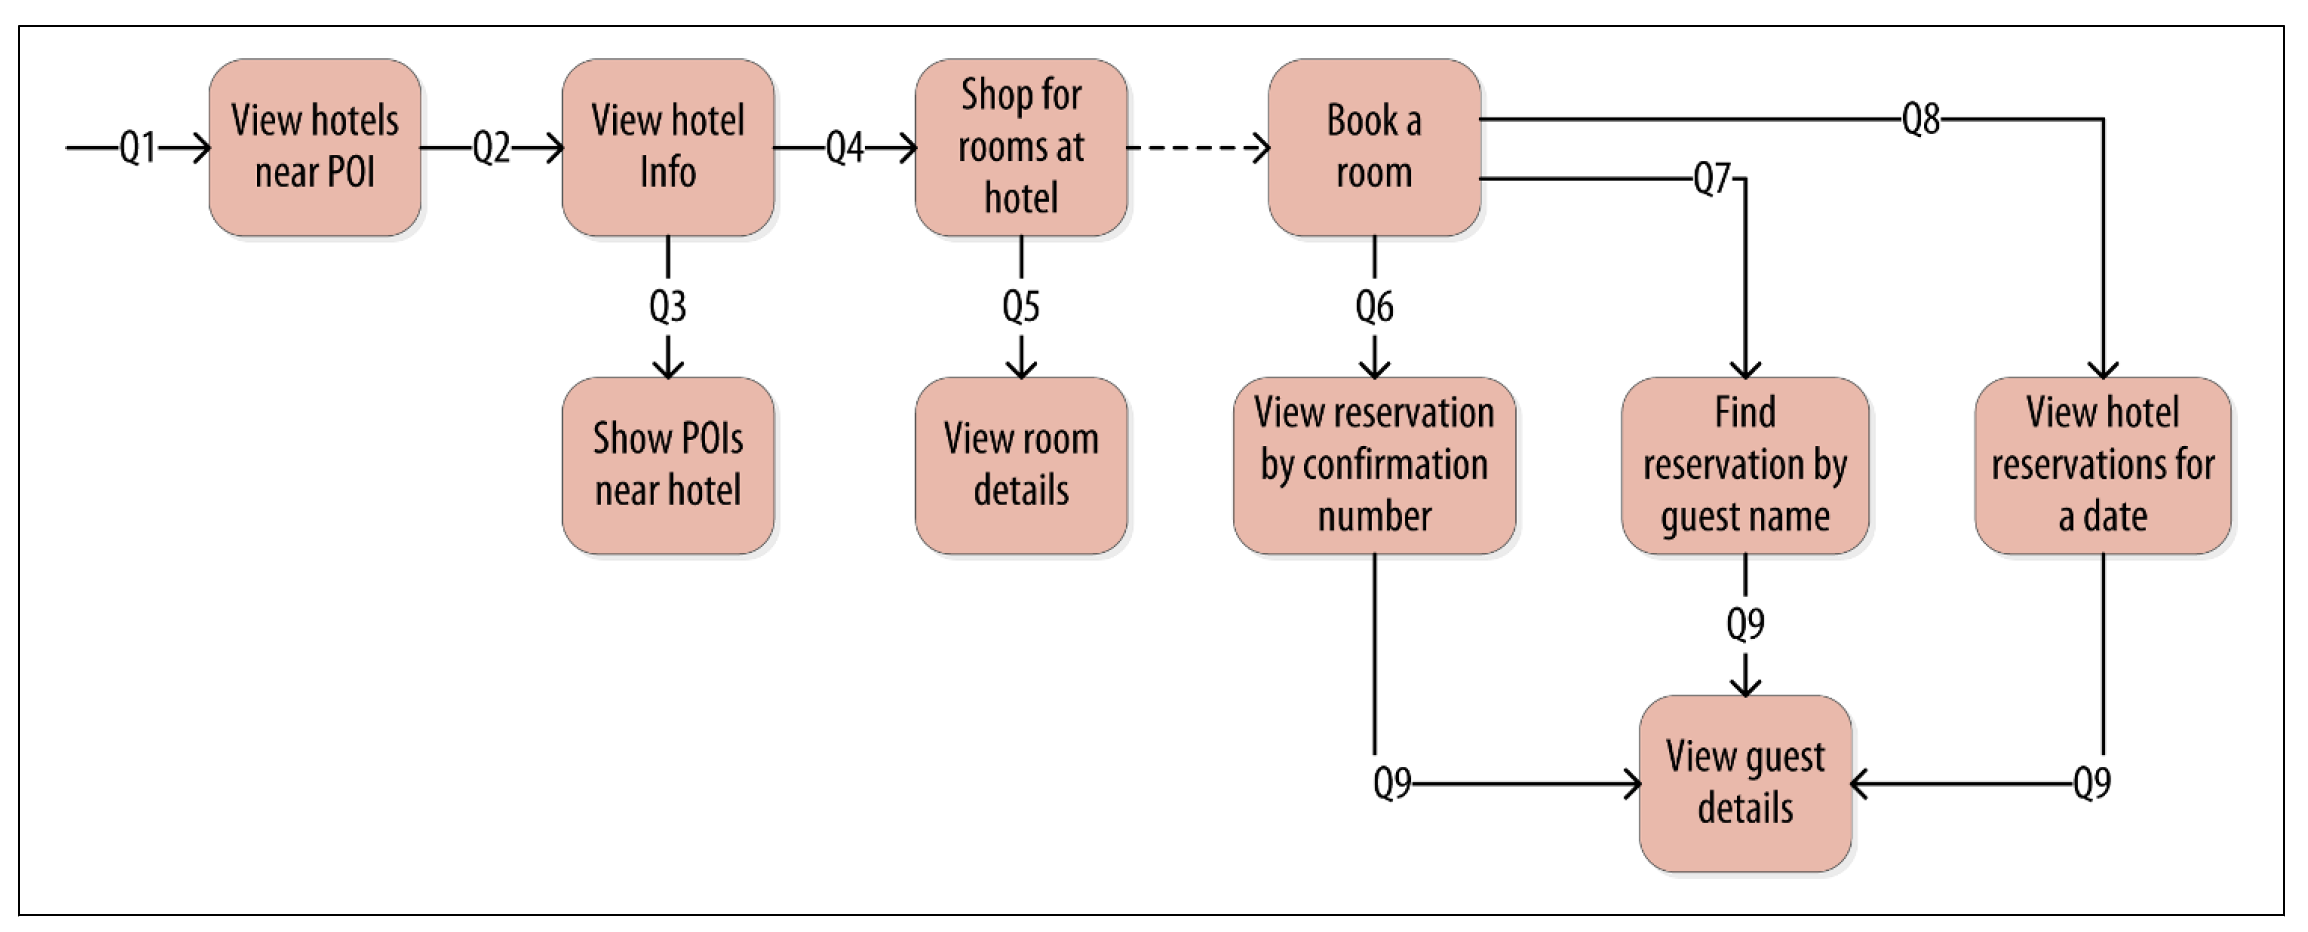 Q1
View hotels
near POI
Q2
View hotel
Info
Q4
Shop for
rooms at
hotel
Book a
room
Q8
Q7
Q3
Q5
Q6
Show POIs
near hotel
View room
details
View reservation
by confirmation
number
Find
reservation by
guest name
View hotel
reservations for
a date
Q9
Q9
View guest
details
Q9